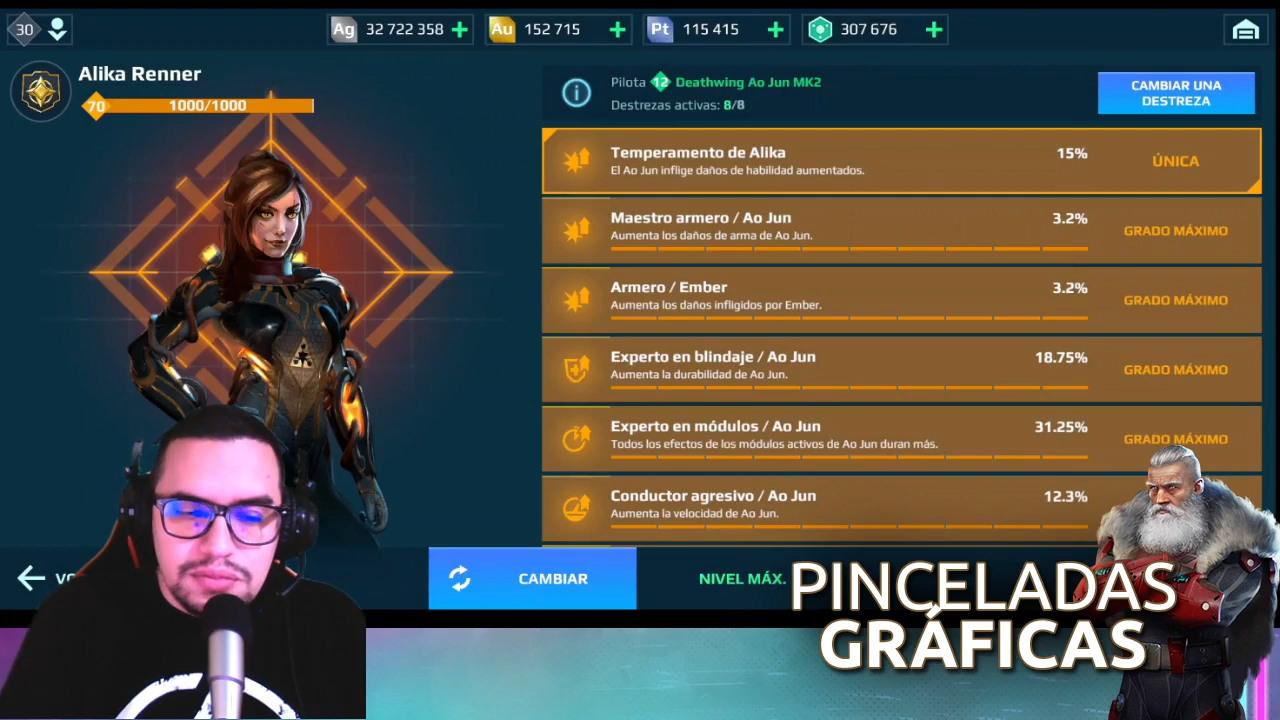 30
Ag 32 722 358
Au 152 715
Pt 115 415
307 676
Alika Renner
70
1000/1000
Pilota 12 Deathwing Ao Jun MK2
Destrezas activas: 8/8
CAMBIAR UNA
DESTREZA
Temperamento de Alika
El Ao Jun inflige daños de habilidad aumentados.
15%
ÚNICA
Maestro armero / Ao Jun
Aumenta los daños de arma de Ao Jun.
3.2%
GRADO MÁXIMO
Armero / Ember
Aumenta los daños infligidos por Ember.
3.2%
GRADO MÁXIMO
Experto en blindaje / Ao Jun
Aumenta la durabilidad de Ao Jun.
18.75%
GRADO MÁXIMO
Experto en módulos / Ao Jun
Todos los efectos de los módulos activos de Ao Jun duran más.
31.25%
GRADO MÁXIMO
Conductor agresivo / Ao Jun
Aumenta la velocidad de Ao Jun.
12.3%
CAMBIAR
NIVEL MÁX.
PINCELADAS
GRÁFICAS